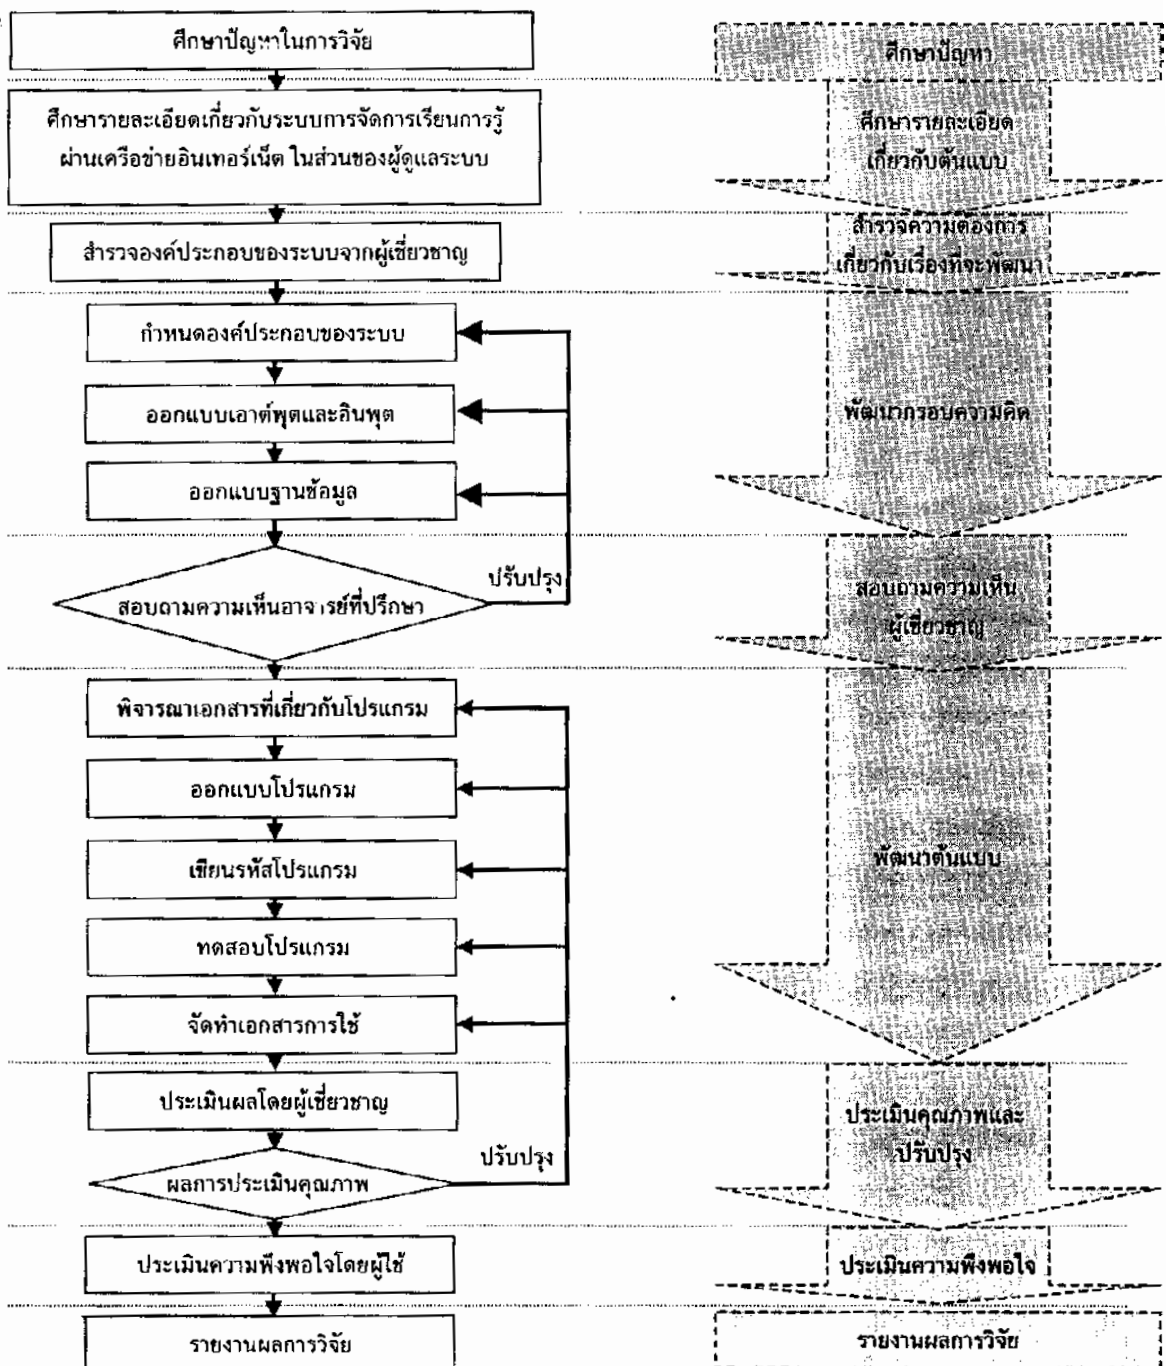 ศึกษาปัญหาในการวิจัย
ศึกษารายละเอียดเกี่ยวกับระบบการจัดการเรียนการรู้
ผ่านเครือข่ายอินเทอร์เน็ต ในส่วนของผู้ดูแลระบบ
สำรวจองค์ประกอบของระบบจากผู้เชี่ยวชาญ
กำหนดองค์ประกอบของระบบ
ออกแบบเอาต์พุตและอินพุต
ออกแบบฐานข้อมูล
ปรับปรุง
สอบถามความเห็นอาจารย์ที่ปรึกษา
พิจารณาเอกสารที่เกี่ยวกับโปรแกรม
ออกแบบโปรแกรม
เขียนรหัสโปรแกรม
ทดสอบโปรแกรม
จัดทำเอกสารการใช้
ประเมินผลโดยผู้เชี่ยวชาญ
ปรับปรุง
ผลการประเมินคุณภาพ
ประเมินความพึงพอใจโดยผู้ใช้
รายงานผลการวิจัย
ศึกษาปัญหา
ศึกษารายละเอียด
เกี่ยวกับต้นแบบ
สำรวจความต้องการ
เกี่ยวกับเรื่องที่จะพัฒนา
พัฒนากรอบความคิด
สอบถามความเห็น
ผู้เชี่ยวชาญ
พัฒนาต้นแบบ
ประเมินคุณภาพและ
ปรับปรุง
ประเมินความพึงพอใจ
รายงานผลการวิจัย